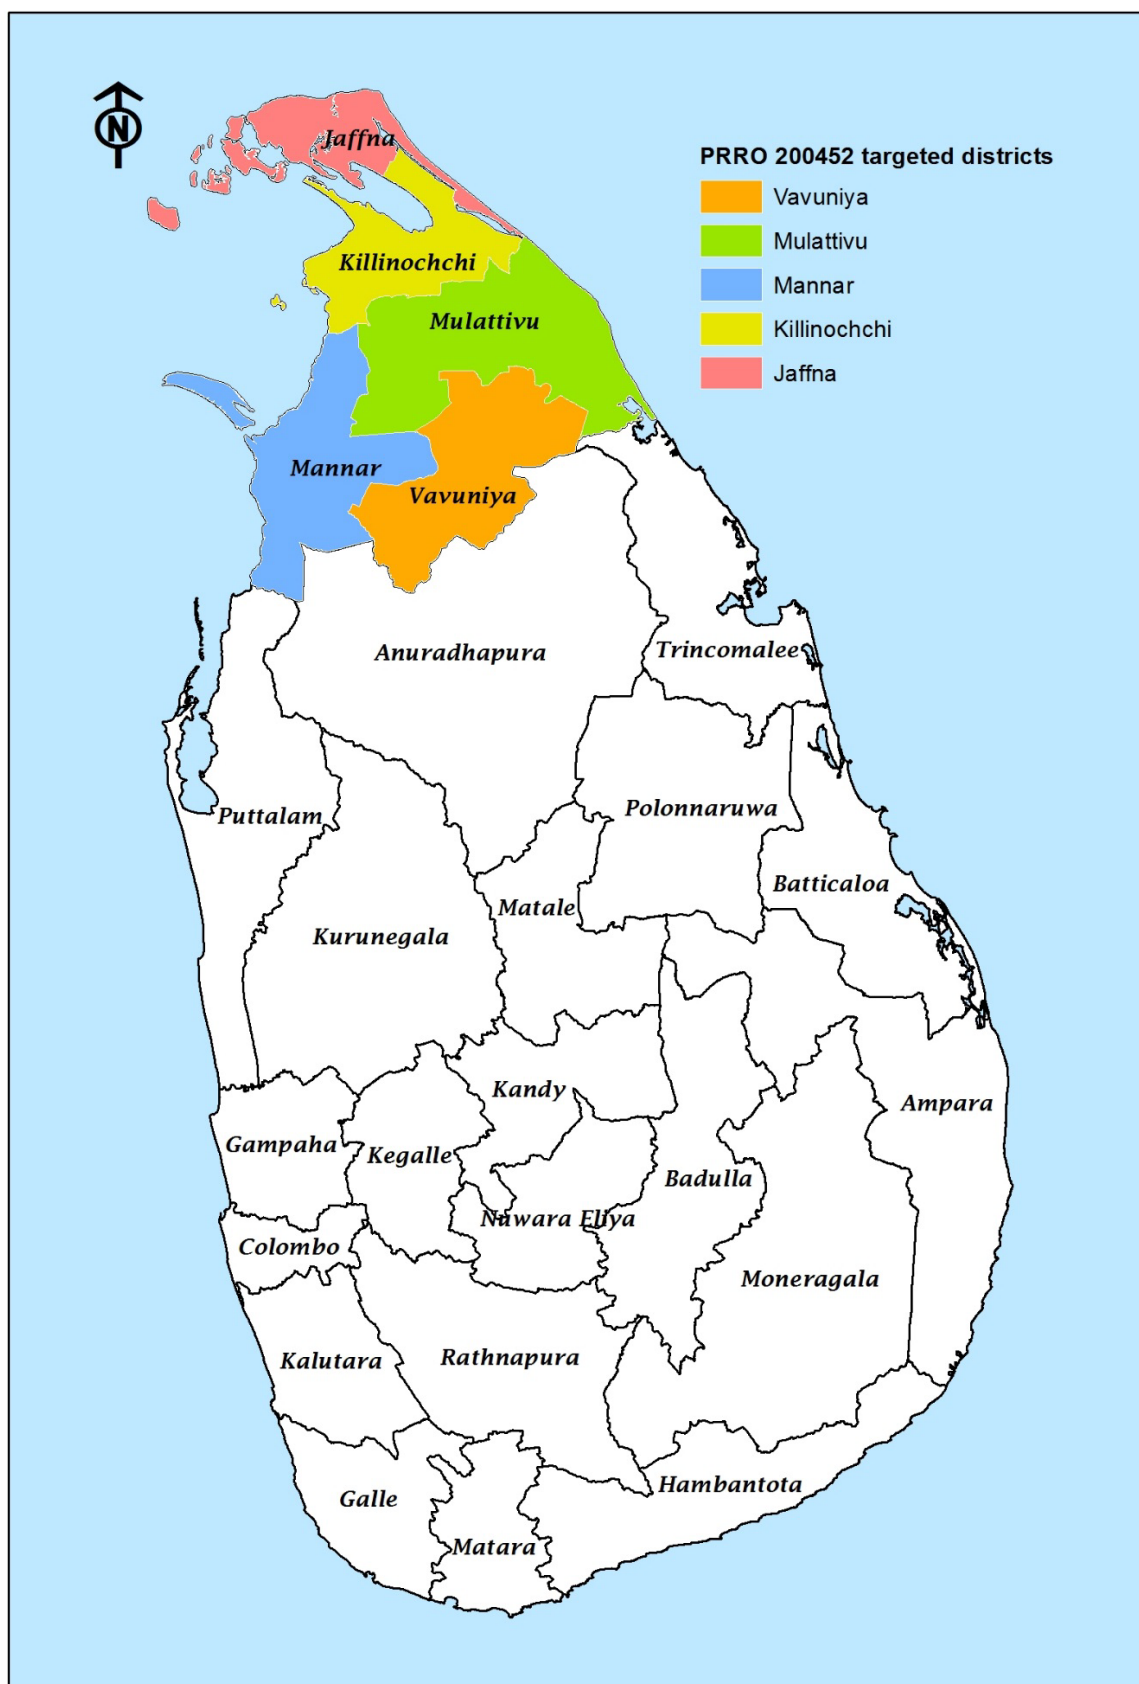 N
PRRO 200452 targeted districts
Vavuniya
Mulattivu
Mannar
Killinochchi
Jaffna
Jaffna
Killinochchi
Mulattivu
Mannar
Vavuniya
Anuradhapura
Trincomalee
Puttalam
Polonnaruwa
Batticaloa
Matale
Kurunegala
Kandy
Ampara
Gampaha
Kegalle
Badulla
Nuwara Eliya
Colombo
Moneragala
Kalutara
Rathnapura
Hambantota
Galle
Matara